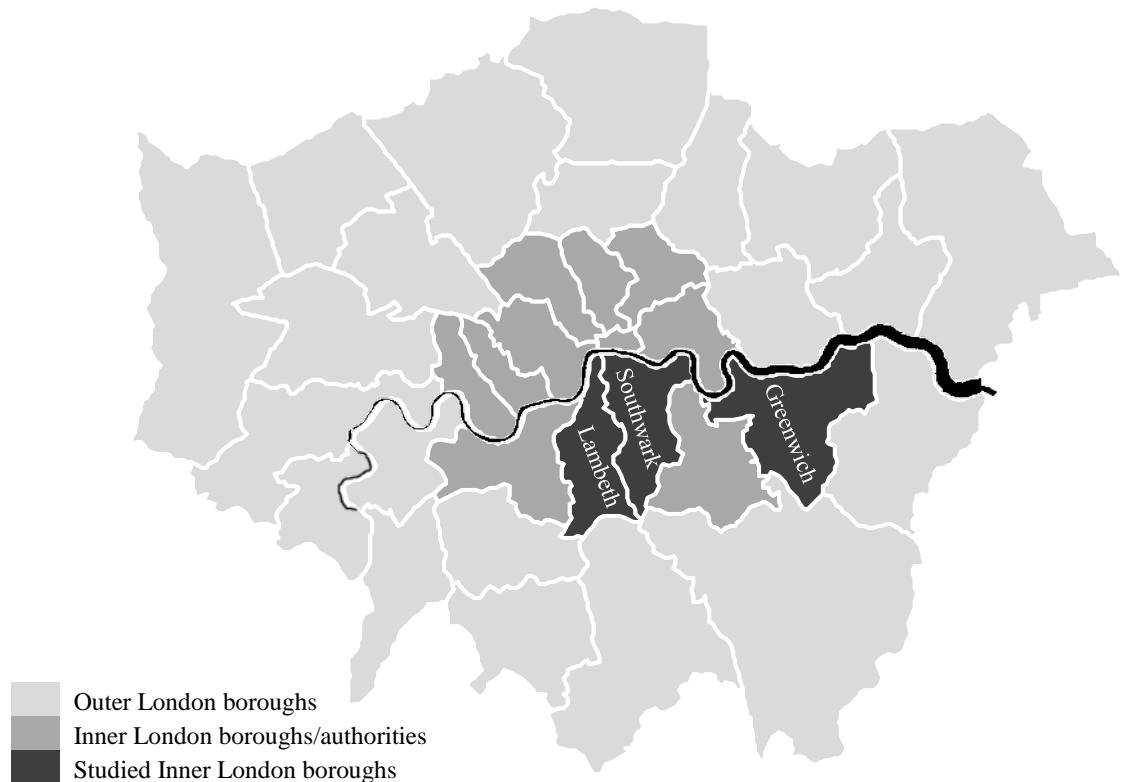 Southwark
Lambeth
Greenwich
Outer London boroughs
Inner London boroughs/authorities
Studied Inner London boroughs